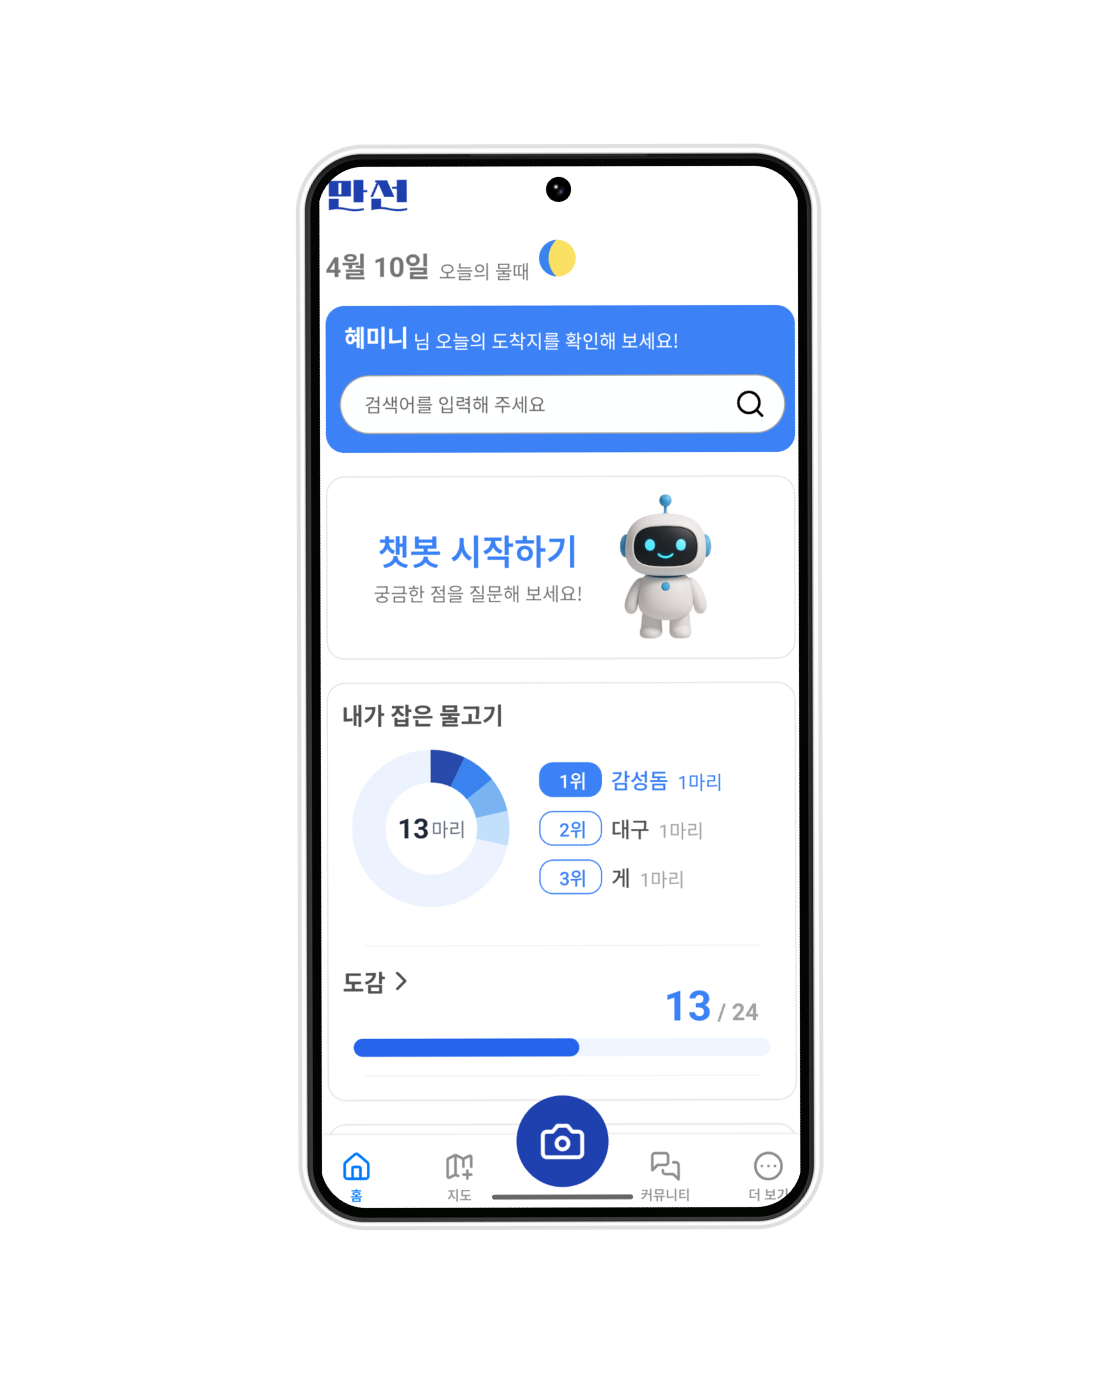 만선
4월 10일 오늘의 물때
혜미니 님 오늘의 도착지를 확인해 보세요!
검색어를 입력해 주세요
챗봇 시작하기
궁금한 점을 질문해 보세요!
내가 잡은 물고기
13마리
1위 감성돔 1마리
2위 대구 1마리
3위 게 1마리
도감
13 / 24
홈 지도 커뮤니티 더 보기